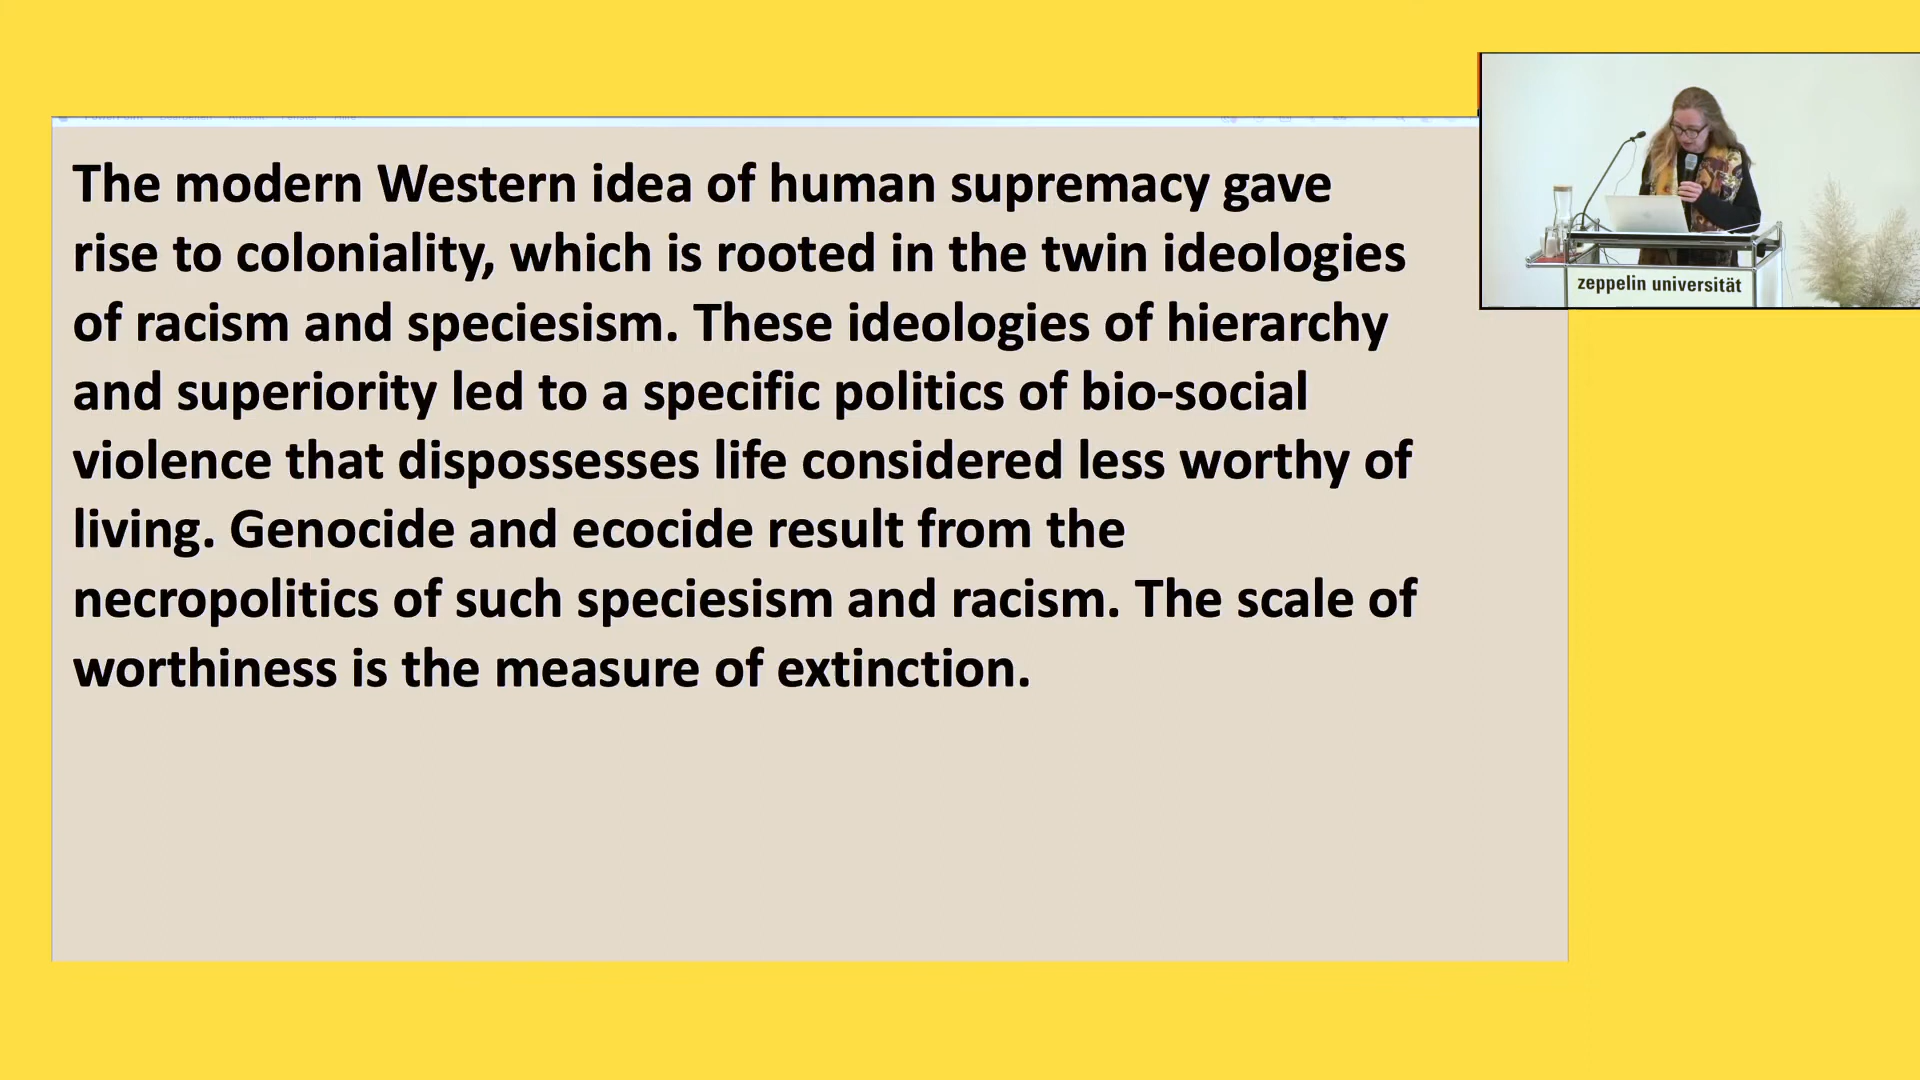 The modern Western idea of human supremacy gave
rise to coloniality, which is rooted in the twin ideologies
of racism and speciesism. These ideologies of hierarchy
and superiority led to a specific politics of bio-social
violence that dispossesses life considered less worthy of
living. Genocide and ecocide result from the
necropolitics of such speciesism and racism. The scale of
worthiness is the measure of extinction.
zeppelin universität